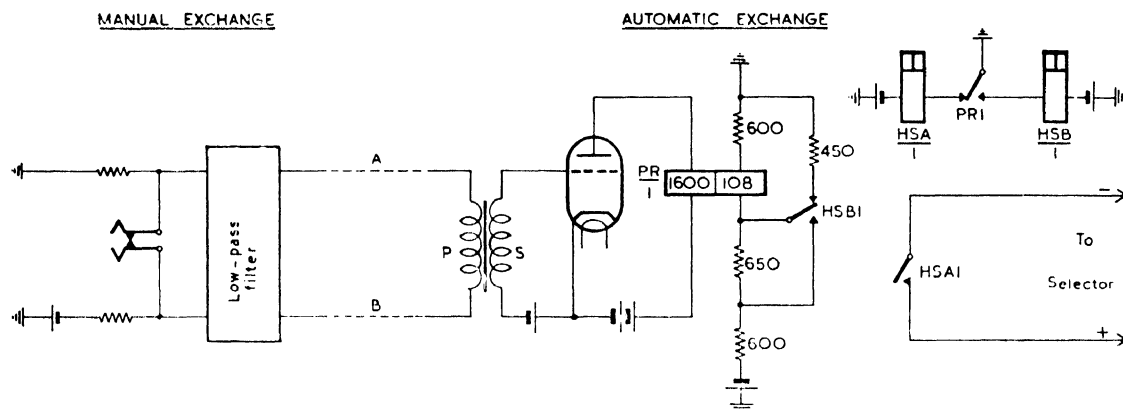 MANUAL EXCHANGE
AUTOMATIC EXCHANGE
HSA
1
PR1
HSB
1
A
600
450
PR
1
1600
108
HSB1
Low-pass
filter
P
S
650
B
600
HSA1
−
To
Selector
+